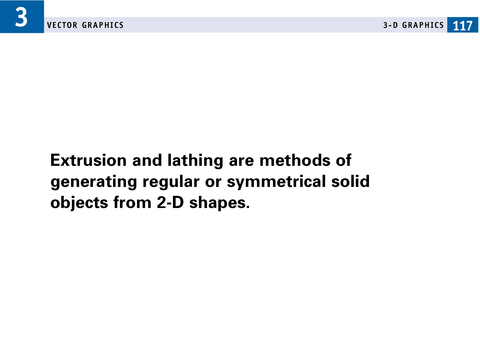 3
VECTOR GRAPHICS
3-D GRAPHICS 117
Extrusion and lathing are methods of
generating regular or symmetrical solid
objects from 2-D shapes.